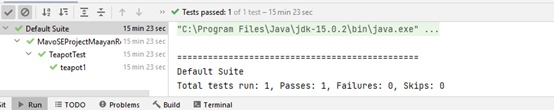 Tests passed: 1 of 1 test – 15 min 23 sec
Default Suite 15 min 23 sec
MavoSEProjectMaayanR 15 min 23 sec
TeapotTest 15 min 23 sec
teapot1 15 min 23 sec
"C:\Program Files\Java\jdk-15.0.2\bin\java.exe" ...
===============================================
Default Suite
Total tests run: 1, Passes: 1, Failures: 0, Skips: 0
Run TODO Problems Build Terminal